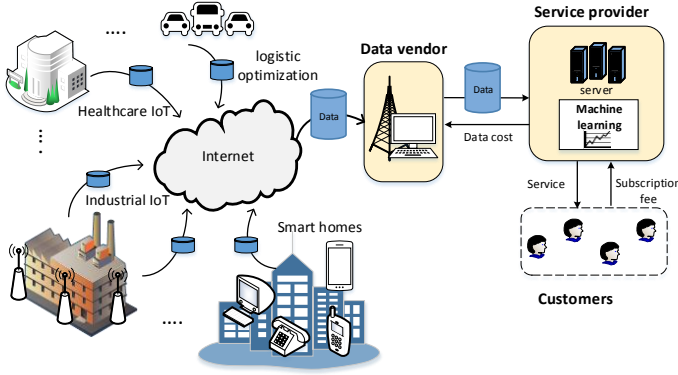 ....
logistic
optimization
Healthcare IoT
Internet
Industrial IoT
Smart homes
....
Data
Data vendor
Data
Data cost
Service provider
server
Machine
learning
Service
Subscription
fee
Customers